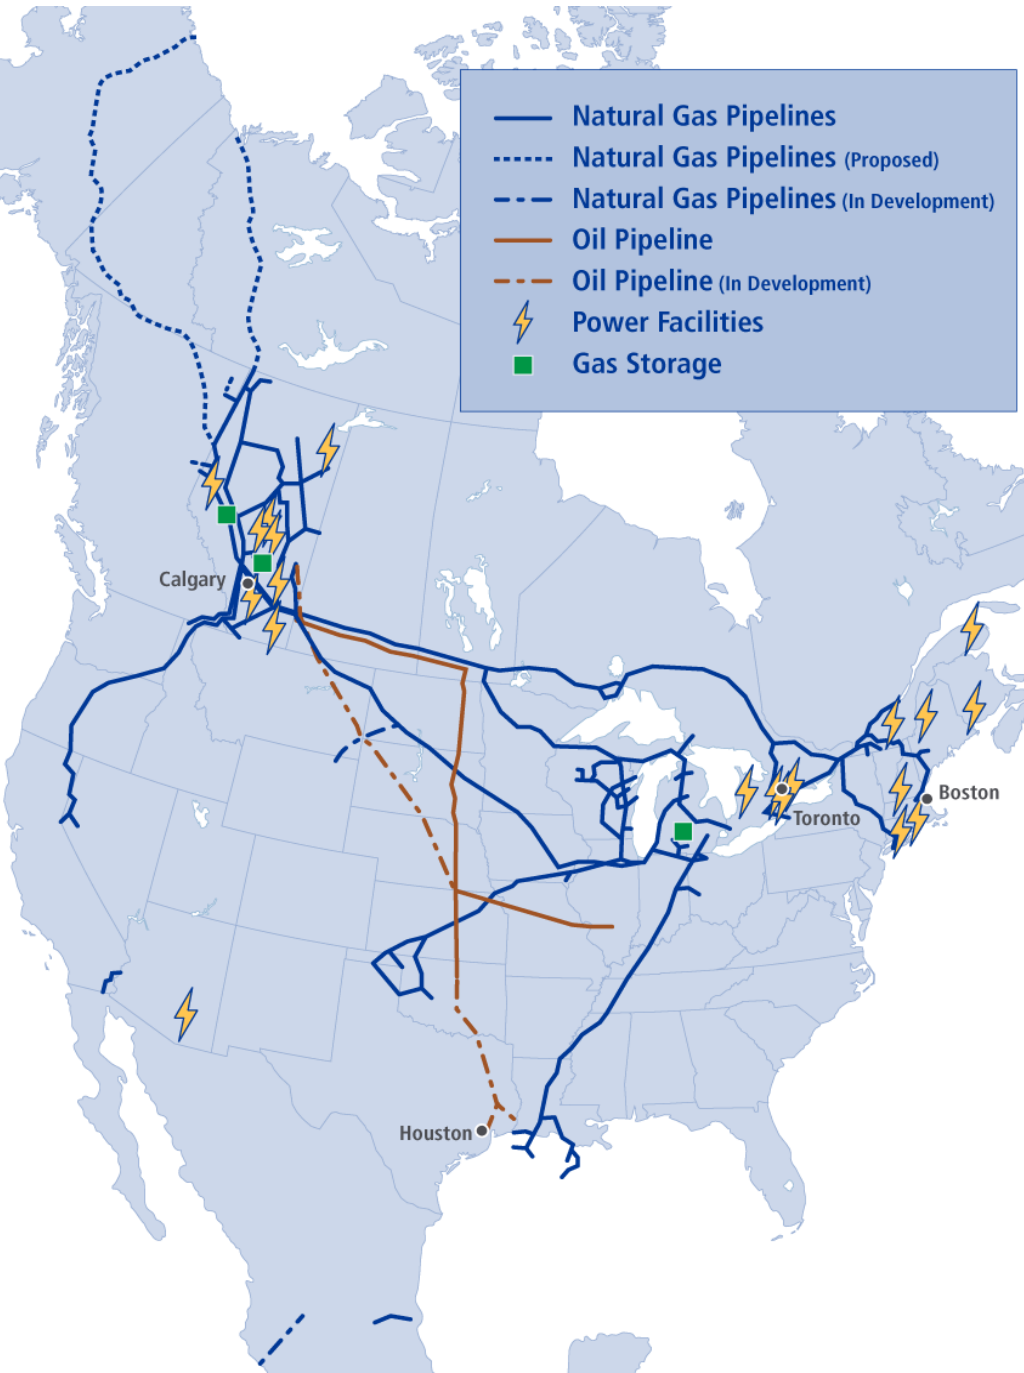 Natural Gas Pipelines
Natural Gas Pipelines (Proposed)
Natural Gas Pipelines (In Development)
Oil Pipeline
Oil Pipeline (In Development)
Power Facilities
Gas Storage
Calgary
Boston
Toronto
Houston